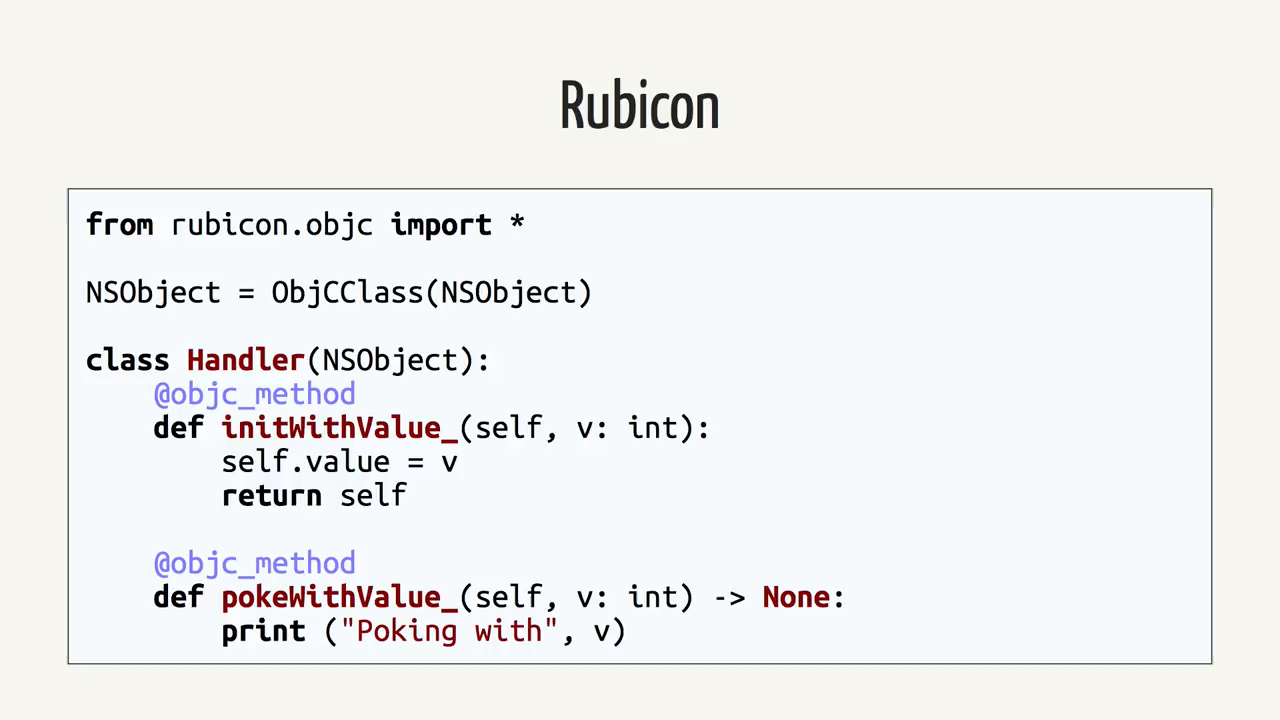 Rubicon
from rubicon.objc import *
NSObject = ObjCClass(NSObject)
class Handler(NSObject):
    @objc_method
    def initWithValue_(self, v: int):
        self.value = v
        return self
    @objc_method
    def pokeWithValue_(self, v: int) -> None:
        print ("Poking with", v)